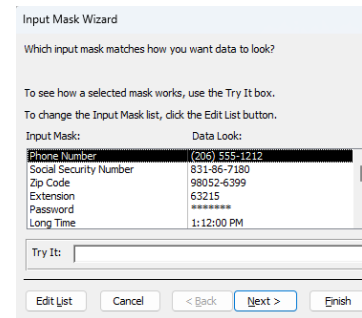 Input Mask Wizard
Which input mask matches how you want data to look?
To see how a selected mask works, use the Try It box.
To change the Input Mask list, click the Edit List button.
Input Mask: Data Look:
Phone Number (206) 555-1212
Social Security Number 831-86-7180
Zip Code 98052-6399
Extension 63215
Password *******
Long Time 1:12:00 PM
Try It:
Edit List Cancel < Back Next > Finish